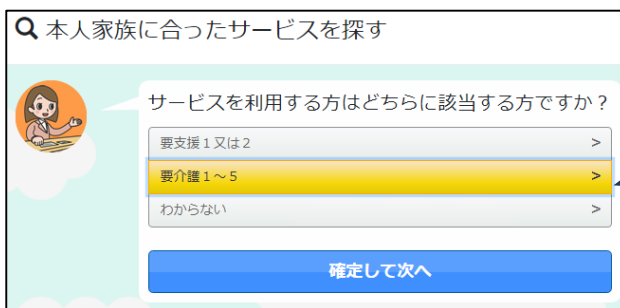 本人家族に合ったサービスを探す
サービスを利用する方はどちらに該当する方ですか？
要支援１又は２ >
要介護１～５ >
わからない >
確定して次へ